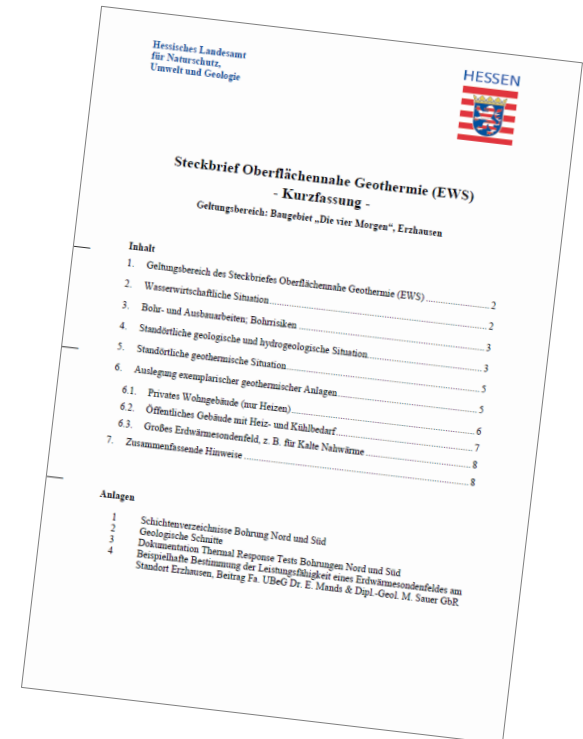 Hessisches Landesamt
für Naturschutz,
Umwelt und Geologie
HESSEN
Steckbrief Oberflächennahe Geothermie (EWS)
- Kurzfassung -
Geltungsbereich: Baugebiet „Die vier Morgen“, Erzhausen
Inhalt
1. Geltungsbereich des Steckbriefes Oberflächennahe Geothermie (EWS) 2
2. Wasserwirtschaftliche Situation 2
3. Bohr- und Ausbauarbeiten; Bohrrisiken 3
4. Standörtliche geologische und hydrogeologische Situation 3
5. Standörtliche geothermische Situation 5
6. Auslegung exemplarischer geothermischer Anlagen 5
6.1. Privates Wohngebäude (nur Heizen) 6
6.2. Öffentliches Gebäude mit Heiz- und Kühlbedarf 7
6.3. Großes Erdwärmesondenfeld, z. B. für Kalte Nahwärme 8
7. Zusammenfassende Hinweise 8
Anlagen
1 Schichtenverzeichnisse Bohrung Nord und Süd
2 Geologische Schnitte
3 Dokumentation Thermal Response Tests Bohrungen Nord und Süd
4 Beispielhafte Bestimmung der Leistungsfähigkeit eines Erdwärmesondenfeldes am
Standort Erzhausen, Beitrag Fa. UBeG Dr. E. Mands & Dipl.-Geol. M. Sauer GbR